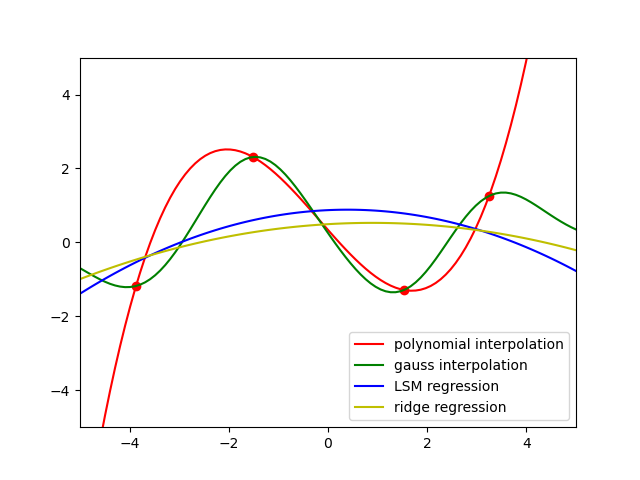 4
2
0
−2
−4
−4
−2
0
2
4
polynomial interpolation
gauss interpolation
LSM regression
ridge regression